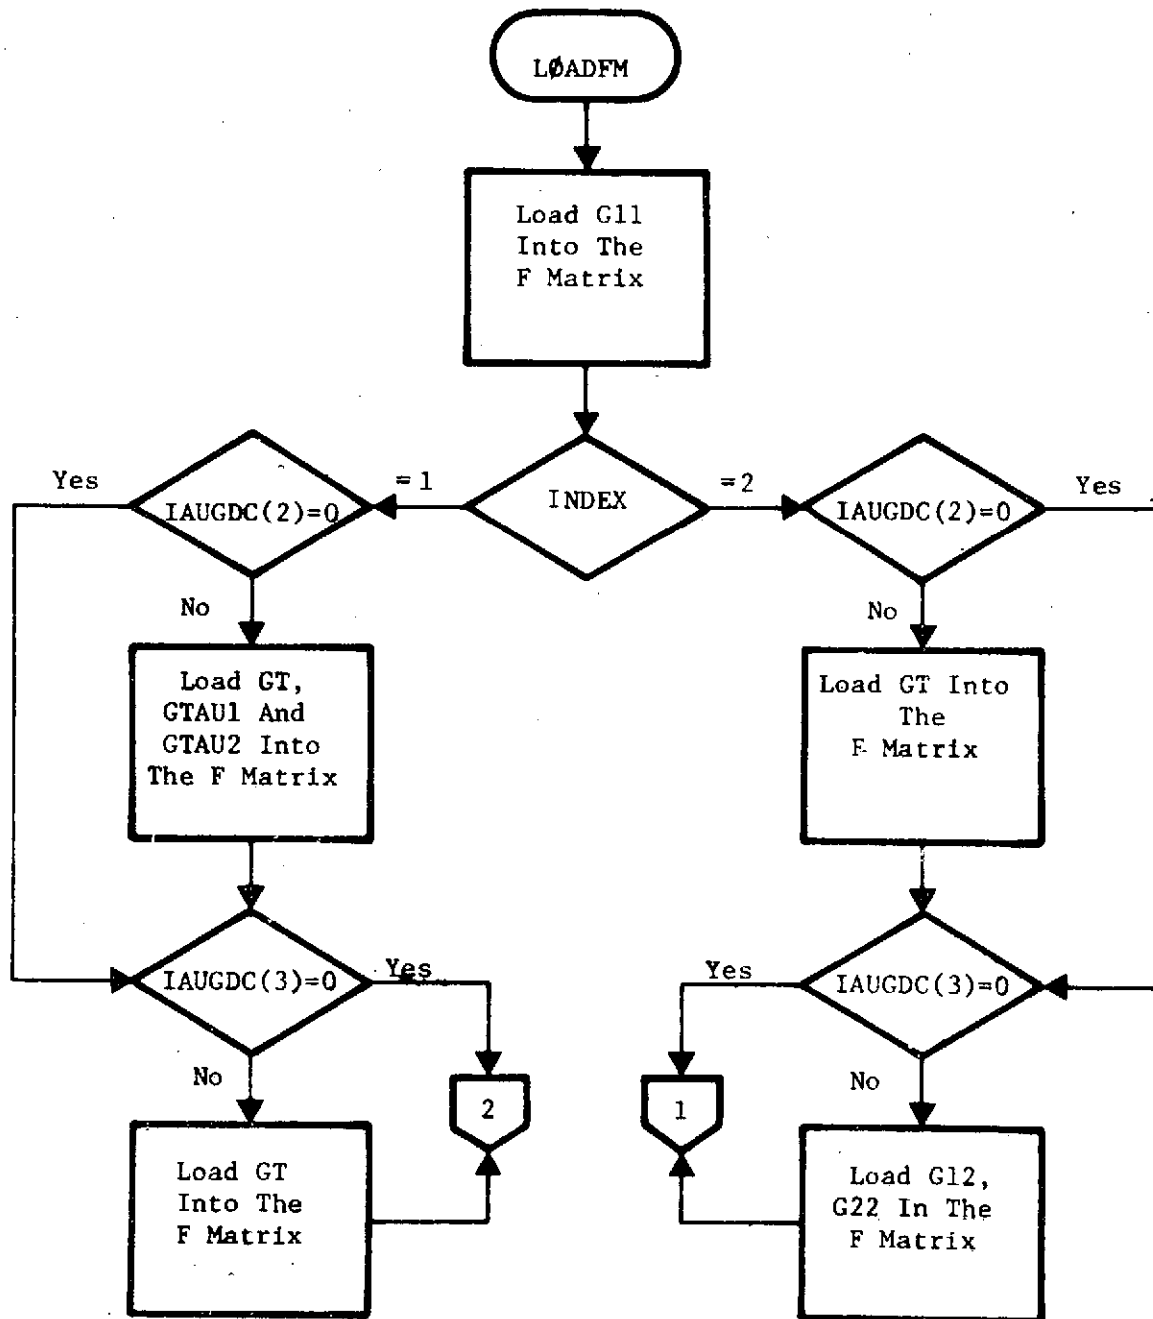 LØADFM
Load G11
Into The
F Matrix
INDEX
=1
=2
IAUGDC(2)=0
Yes
No
IAUGDC(2)=0
Yes
No
Load GT,
GTAU1 And
GTAU2 Into
The F Matrix
Load GT Into
The
F Matrix
IAUGDC(3)=0
Yes
No
Yes
IAUGDC(3)=0
No
2
1
Load GT
Into The
F Matrix
Load G12,
G22 In The
F Matrix